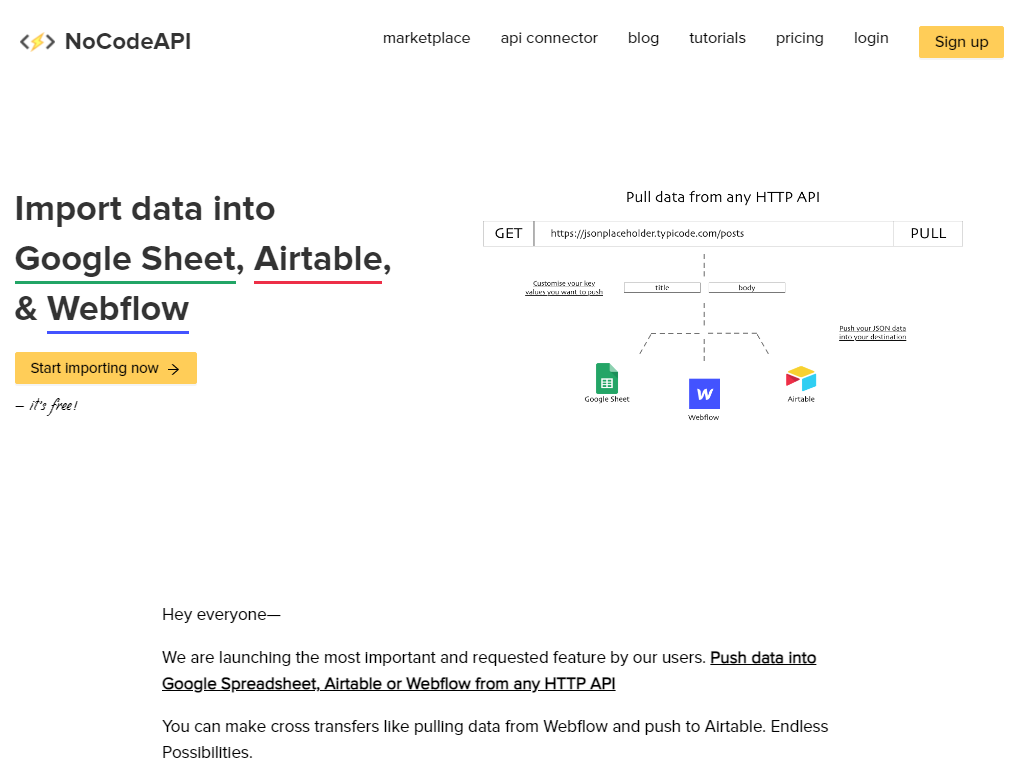 NoCodeAPI
marketplace
api connector
blog
tutorials
pricing
login
Sign up
Import data into
Google Sheet, Airtable,
& Webflow
Start importing now →
– it's free!
Pull data from any HTTP API
GET
https://jsonplaceholder.typicode.com/posts
PULL
Customise your key
values you want to push
title
body
Push your JSON data
into your destination
Google Sheet
W
Webflow
Airtable
Hey everyone—
We are launching the most important and requested feature by our users. Push data into
Google Spreadsheet, Airtable or Webflow from any HTTP API
You can make cross transfers like pulling data from Webflow and push to Airtable. Endless
Possibilities.